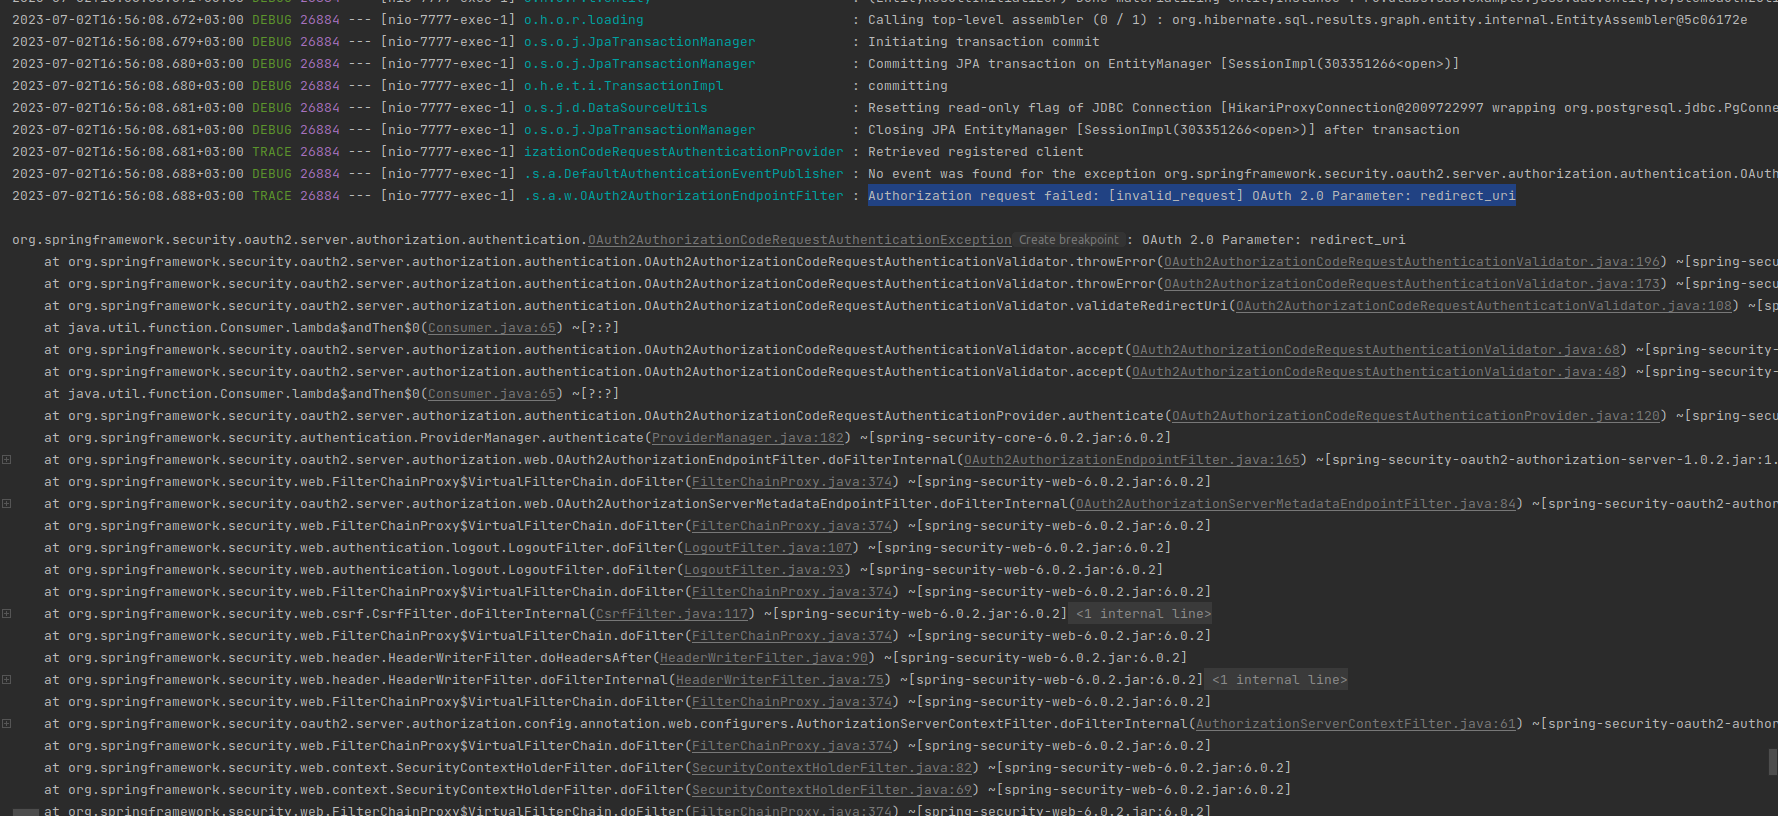 2023-07-02T16:56:08.672+03:00 DEBUG 26884 --- [nio-7777-exec-1] o.h.o.r.loading : Calling top-level assembler (0 / 1) : org.hibernate.sql.results.graph.entity.internal.EntityAssembler@5c06172e
2023-07-02T16:56:08.679+03:00 DEBUG 26884 --- [nio-7777-exec-1] o.s.o.j.JpaTransactionManager : Initiating transaction commit
2023-07-02T16:56:08.680+03:00 DEBUG 26884 --- [nio-7777-exec-1] o.s.o.j.JpaTransactionManager : Committing JPA transaction on EntityManager [SessionImpl(303351266<open>)]
2023-07-02T16:56:08.680+03:00 DEBUG 26884 --- [nio-7777-exec-1] o.h.e.t.i.TransactionImpl : committing
2023-07-02T16:56:08.681+03:00 DEBUG 26884 --- [nio-7777-exec-1] o.s.j.d.DataSourceUtils : Resetting read-only flag of JDBC Connection [HikariProxyConnection@2009722997 wrapping org.postgresql.jdbc.PgConne
2023-07-02T16:56:08.681+03:00 DEBUG 26884 --- [nio-7777-exec-1] o.s.o.j.JpaTransactionManager : Closing JPA EntityManager [SessionImpl(303351266<open>)] after transaction
2023-07-02T16:56:08.681+03:00 TRACE 26884 --- [nio-7777-exec-1] izationCodeRequestAuthenticationProvider : Retrieved registered client
2023-07-02T16:56:08.688+03:00 DEBUG 26884 --- [nio-7777-exec-1] .s.a.DefaultAuthenticationEventPublisher : No event was found for the exception org.springframework.security.oauth2.server.authorization.authentication.OAuth
2023-07-02T16:56:08.688+03:00 TRACE 26884 --- [nio-7777-exec-1] .s.a.w.OAuth2AuthorizationEndpointFilter : Authorization request failed: [invalid_request] OAuth 2.0 Parameter: redirect_uri
org.springframework.security.oauth2.server.authorization.authentication.OAuth2AuthorizationCodeRequestAuthenticationException Create breakpoint : OAuth 2.0 Parameter: redirect_uri
at org.springframework.security.oauth2.server.authorization.authentication.OAuth2AuthorizationCodeRequestAuthenticationValidator.throwError(OAuth2AuthorizationCodeRequestAuthenticationValidator.java:196) ~[spring-secu
at org.springframework.security.oauth2.server.authorization.authentication.OAuth2AuthorizationCodeRequestAuthenticationValidator.throwError(OAuth2AuthorizationCodeRequestAuthenticationValidator.java:173) ~[spring-secu
at org.springframework.security.oauth2.server.authorization.authentication.OAuth2AuthorizationCodeRequestAuthenticationValidator.validateRedirectUri(OAuth2AuthorizationCodeRequestAuthenticationValidator.java:108) ~[sp
at java.util.function.Consumer.lambda$andThen$0(Consumer.java:65) ~[?:?]
at org.springframework.security.oauth2.server.authorization.authentication.OAuth2AuthorizationCodeRequestAuthenticationValidator.accept(OAuth2AuthorizationCodeRequestAuthenticationValidator.java:68) ~[spring-security-
at org.springframework.security.oauth2.server.authorization.authentication.OAuth2AuthorizationCodeRequestAuthenticationValidator.accept(OAuth2AuthorizationCodeRequestAuthenticationValidator.java:48) ~[spring-security-
at java.util.function.Consumer.lambda$andThen$0(Consumer.java:65) ~[?:?]
at org.springframework.security.oauth2.server.authorization.authentication.OAuth2AuthorizationCodeRequestAuthenticationProvider.authenticate(OAuth2AuthorizationCodeRequestAuthenticationProvider.java:120) ~[spring-secu
at org.springframework.security.authentication.ProviderManager.authenticate(ProviderManager.java:182) ~[spring-security-core-6.0.2.jar:6.0.2]
at org.springframework.security.oauth2.server.authorization.web.OAuth2AuthorizationEndpointFilter.doFilterInternal(OAuth2AuthorizationEndpointFilter.java:165) ~[spring-security-oauth2-authorization-server-1.0.2.jar:1.
at org.springframework.security.web.FilterChainProxy$VirtualFilterChain.doFilter(FilterChainProxy.java:374) ~[spring-security-web-6.0.2.jar:6.0.2]
at org.springframework.security.oauth2.server.authorization.web.OAuth2AuthorizationServerMetadataEndpointFilter.doFilterInternal(OAuth2AuthorizationServerMetadataEndpointFilter.java:84) ~[spring-security-oauth2-author
at org.springframework.security.web.FilterChainProxy$VirtualFilterChain.doFilter(FilterChainProxy.java:374) ~[spring-security-web-6.0.2.jar:6.0.2]
at org.springframework.security.web.authentication.logout.LogoutFilter.doFilter(LogoutFilter.java:107) ~[spring-security-web-6.0.2.jar:6.0.2]
at org.springframework.security.web.authentication.logout.LogoutFilter.doFilter(LogoutFilter.java:93) ~[spring-security-web-6.0.2.jar:6.0.2]
at org.springframework.security.web.FilterChainProxy$VirtualFilterChain.doFilter(FilterChainProxy.java:374) ~[spring-security-web-6.0.2.jar:6.0.2]
at org.springframework.security.web.csrf.CsrfFilter.doFilterInternal(CsrfFilter.java:117) ~[spring-security-web-6.0.2.jar:6.0.2] <1 internal line>
at org.springframework.security.web.FilterChainProxy$VirtualFilterChain.doFilter(FilterChainProxy.java:374) ~[spring-security-web-6.0.2.jar:6.0.2]
at org.springframework.security.web.header.HeaderWriterFilter.doHeadersAfter(HeaderWriterFilter.java:90) ~[spring-security-web-6.0.2.jar:6.0.2]
at org.springframework.security.web.header.HeaderWriterFilter.doFilterInternal(HeaderWriterFilter.java:75) ~[spring-security-web-6.0.2.jar:6.0.2] <1 internal line>
at org.springframework.security.web.FilterChainProxy$VirtualFilterChain.doFilter(FilterChainProxy.java:374) ~[spring-security-web-6.0.2.jar:6.0.2]
at org.springframework.security.oauth2.server.authorization.config.annotation.web.configurers.AuthorizationServerContextFilter.doFilterInternal(AuthorizationServerContextFilter.java:61) ~[spring-security-oauth2-author
at org.springframework.security.web.FilterChainProxy$VirtualFilterChain.doFilter(FilterChainProxy.java:374) ~[spring-security-web-6.0.2.jar:6.0.2]
at org.springframework.security.web.context.SecurityContextHolderFilter.doFilter(SecurityContextHolderFilter.java:82) ~[spring-security-web-6.0.2.jar:6.0.2]
at org.springframework.security.web.context.SecurityContextHolderFilter.doFilter(SecurityContextHolderFilter.java:69) ~[spring-security-web-6.0.2.jar:6.0.2]
at org.springframework.security.web.FilterChainProxy$VirtualFilterChain.doFilter(FilterChainProxy.java:374) ~[spring-security-web-6.0.2.jar:6.0.2]